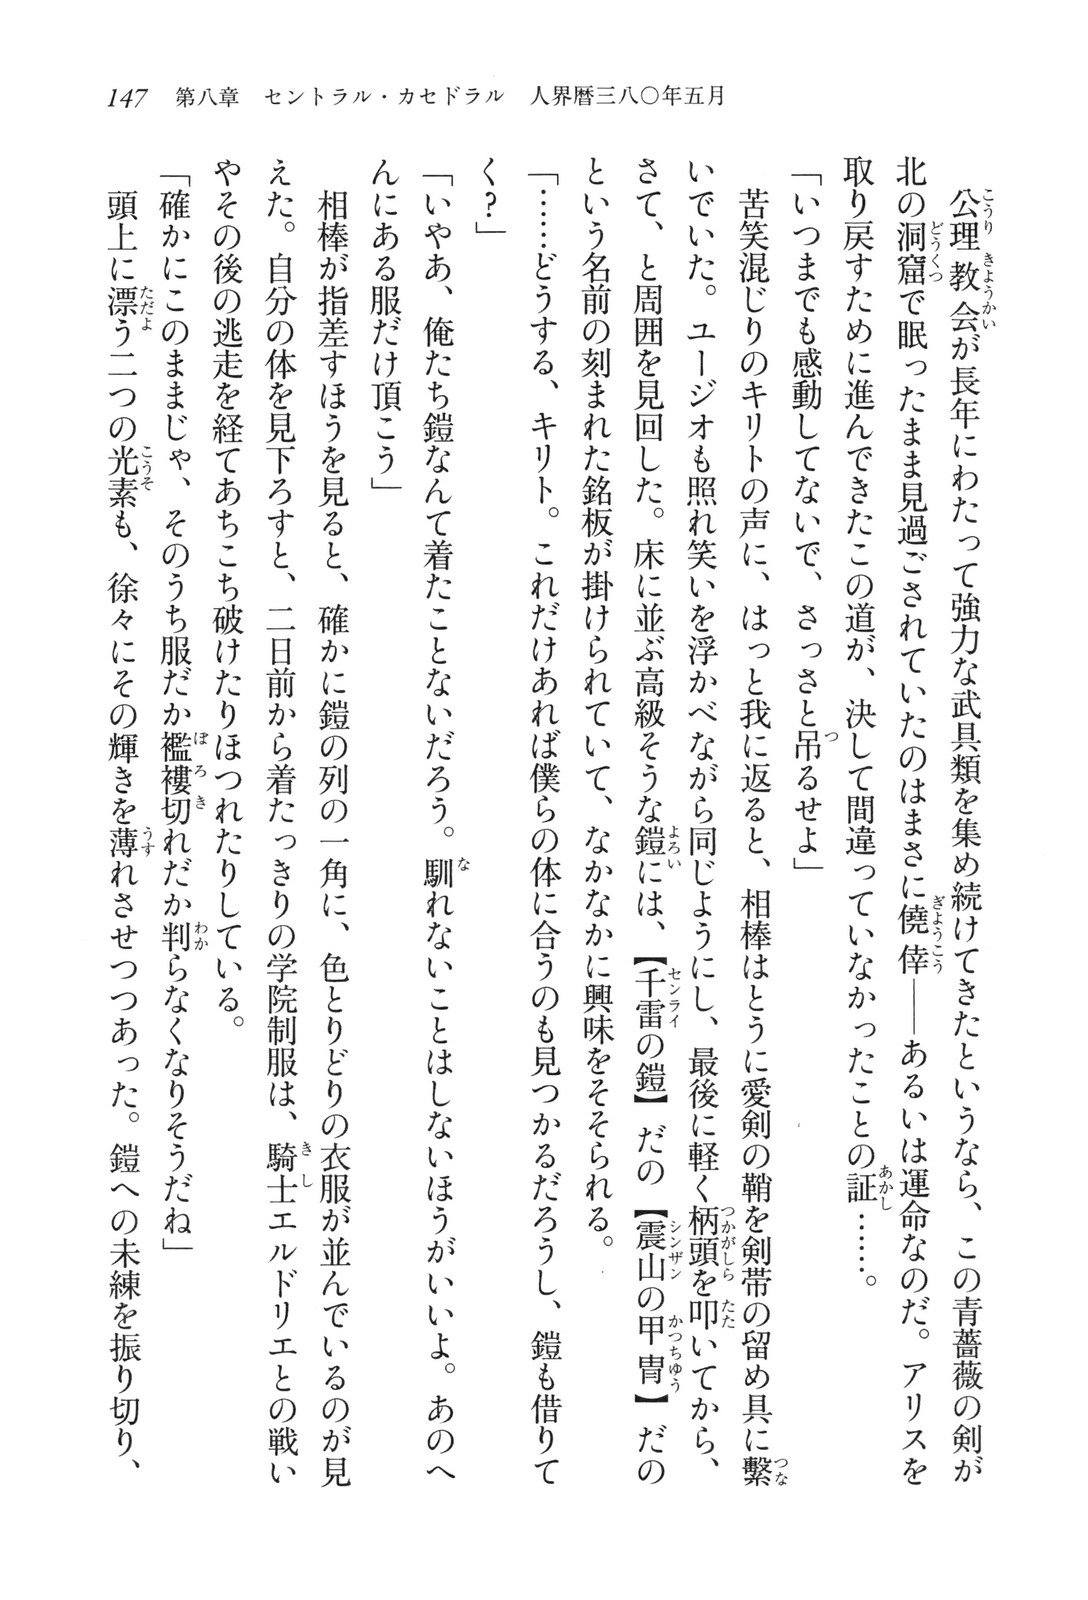 147　第八章　セントラル・カセドラル　人界暦三八〇年五月
　公理教会が長年にわたって強力な武具類を集め続けてきたというなら、この青薔薇の剣が
北の洞窟で眠ったまま見過ごされていたのはまさに僥倖――あるいは運命なのだ。アリスを
取り戻すために進んできたこの道が、決して間違っていなかったことの証……。
「いつまでも感動してないで、さっさと吊るせよ」
　苦笑混じりのキリトの声に、はっと我に返ると、相棒はとうに愛剣の鞘を剣帯の留め具に繋
いでいた。ユージオも照れ笑いを浮かべながら同じようにし、最後に軽く柄頭を叩いてから、
さて、と周囲を見回した。床に並ぶ高級そうな鎧には、【千雷の鎧】だの【震山の甲冑】だの
という名前の刻まれた銘板が掛けられていて、なかなかに興味をそそられる。
「……どうする、キリト。これだけあれば僕らの体に合うのも見つかるだろうし、鎧も借りて
く？」
「いやあ、俺たち鎧なんて着たことないだろう。馴れないことはしないほうがいいよ。あのへ
んにある服だけ頂こう」
　相棒が指差すほうを見ると、確かに鎧の列の一角に、色とりどりの衣服が並んでいるのが見
えた。自分の体を見下ろすと、二日前から着たっきりの学院制服は、騎士エルドリエとの戦い
やその後の逃走を経てあちこち破けたりほつれたりしている。
「確かにこのままじゃ、そのうち服だか襤褸切れだか判らなくなりそうだね」
　頭上に漂う二つの光素も、徐々にその輝きを薄れさせつつあった。鎧への未練を振り切り、